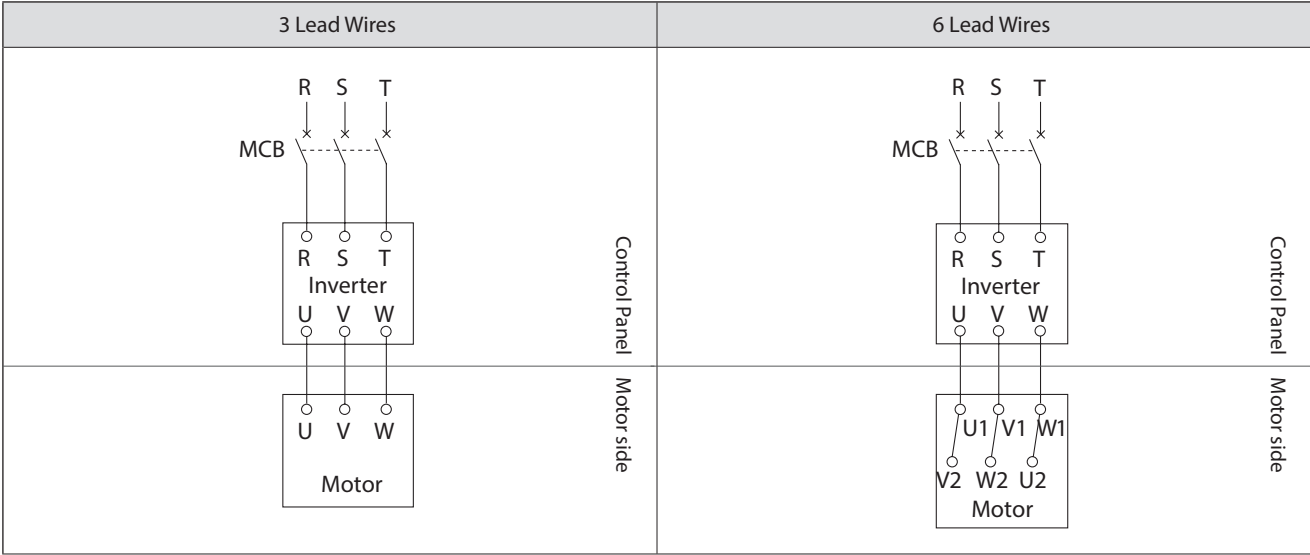 3 Lead Wires
R S T
MCB
R S T
Inverter
U V W
Control Panel
U V W
Motor
Motor side
6 Lead Wires
R S T
MCB
R S T
Inverter
U V W
Control Panel
U1 V1 W1
V2 W2 U2
Motor
Motor side